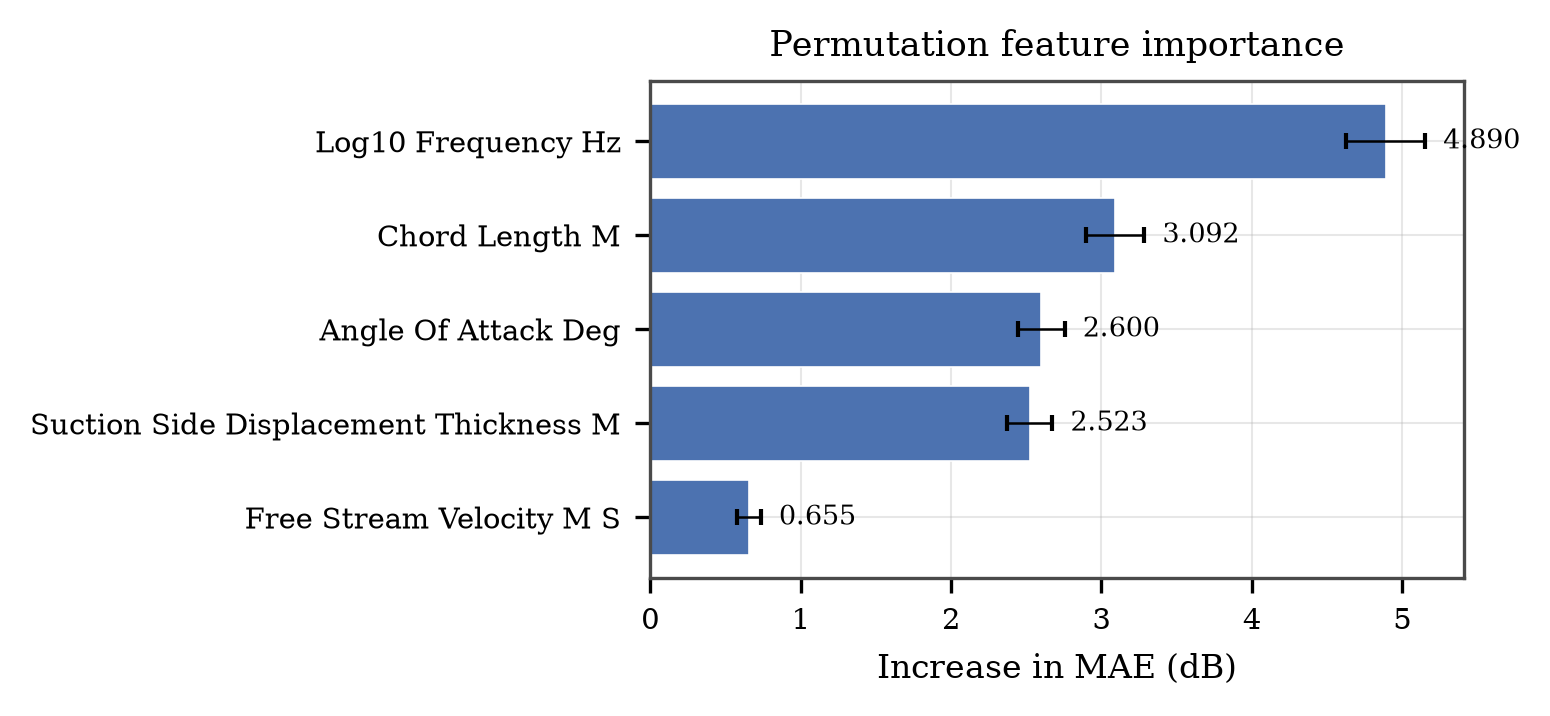 Permutation feature importance
Log10 Frequency Hz
4.890
Chord Length M
3.092
Angle Of Attack Deg
2.600
Suction Side Displacement Thickness M
2.523
Free Stream Velocity M S
0.655
0 1 2 3 4 5
Increase in MAE (dB)